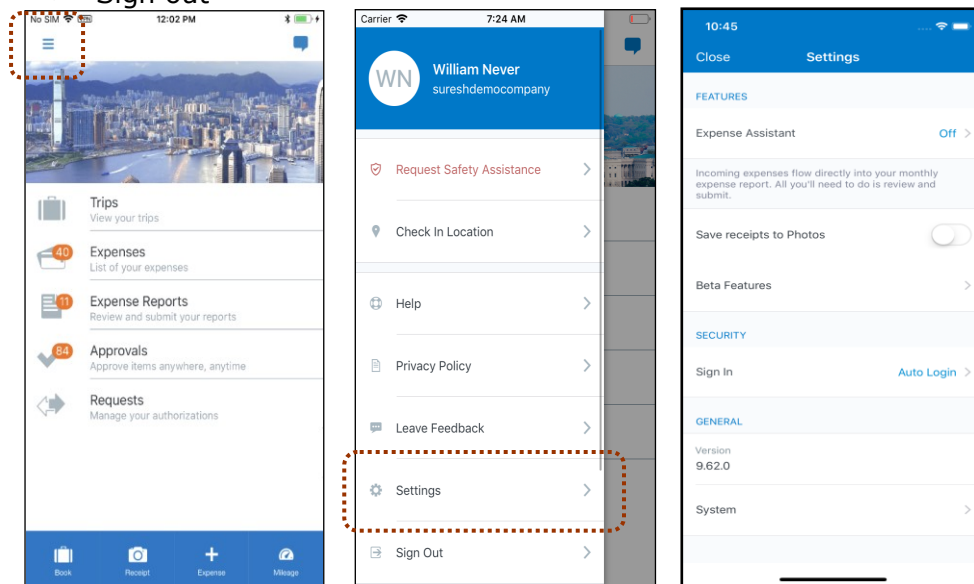 Sign out
No SIM
12:02 PM
Trips
View your trips
40
Expenses
List of your expenses
11
Expense Reports
Review and submit your reports
84
Approvals
Approve items anywhere, anytime
Requests
Manage your authorizations
Book
Receipt
Expense
Mileage
Carrier
7:24 AM
WN
William Never
sureshdemocompany
Request Safety Assistance
Check In Location
Help
Privacy Policy
Leave Feedback
Settings
Sign Out
10:45
Close
Settings
FEATURES
Expense Assistant
Off
Incoming expenses flow directly into your monthly
expense report. All you'll need to do is review and
submit.
Save receipts to Photos
Beta Features
SECURITY
Sign In
Auto Login
GENERAL
Version
9.62.0
System